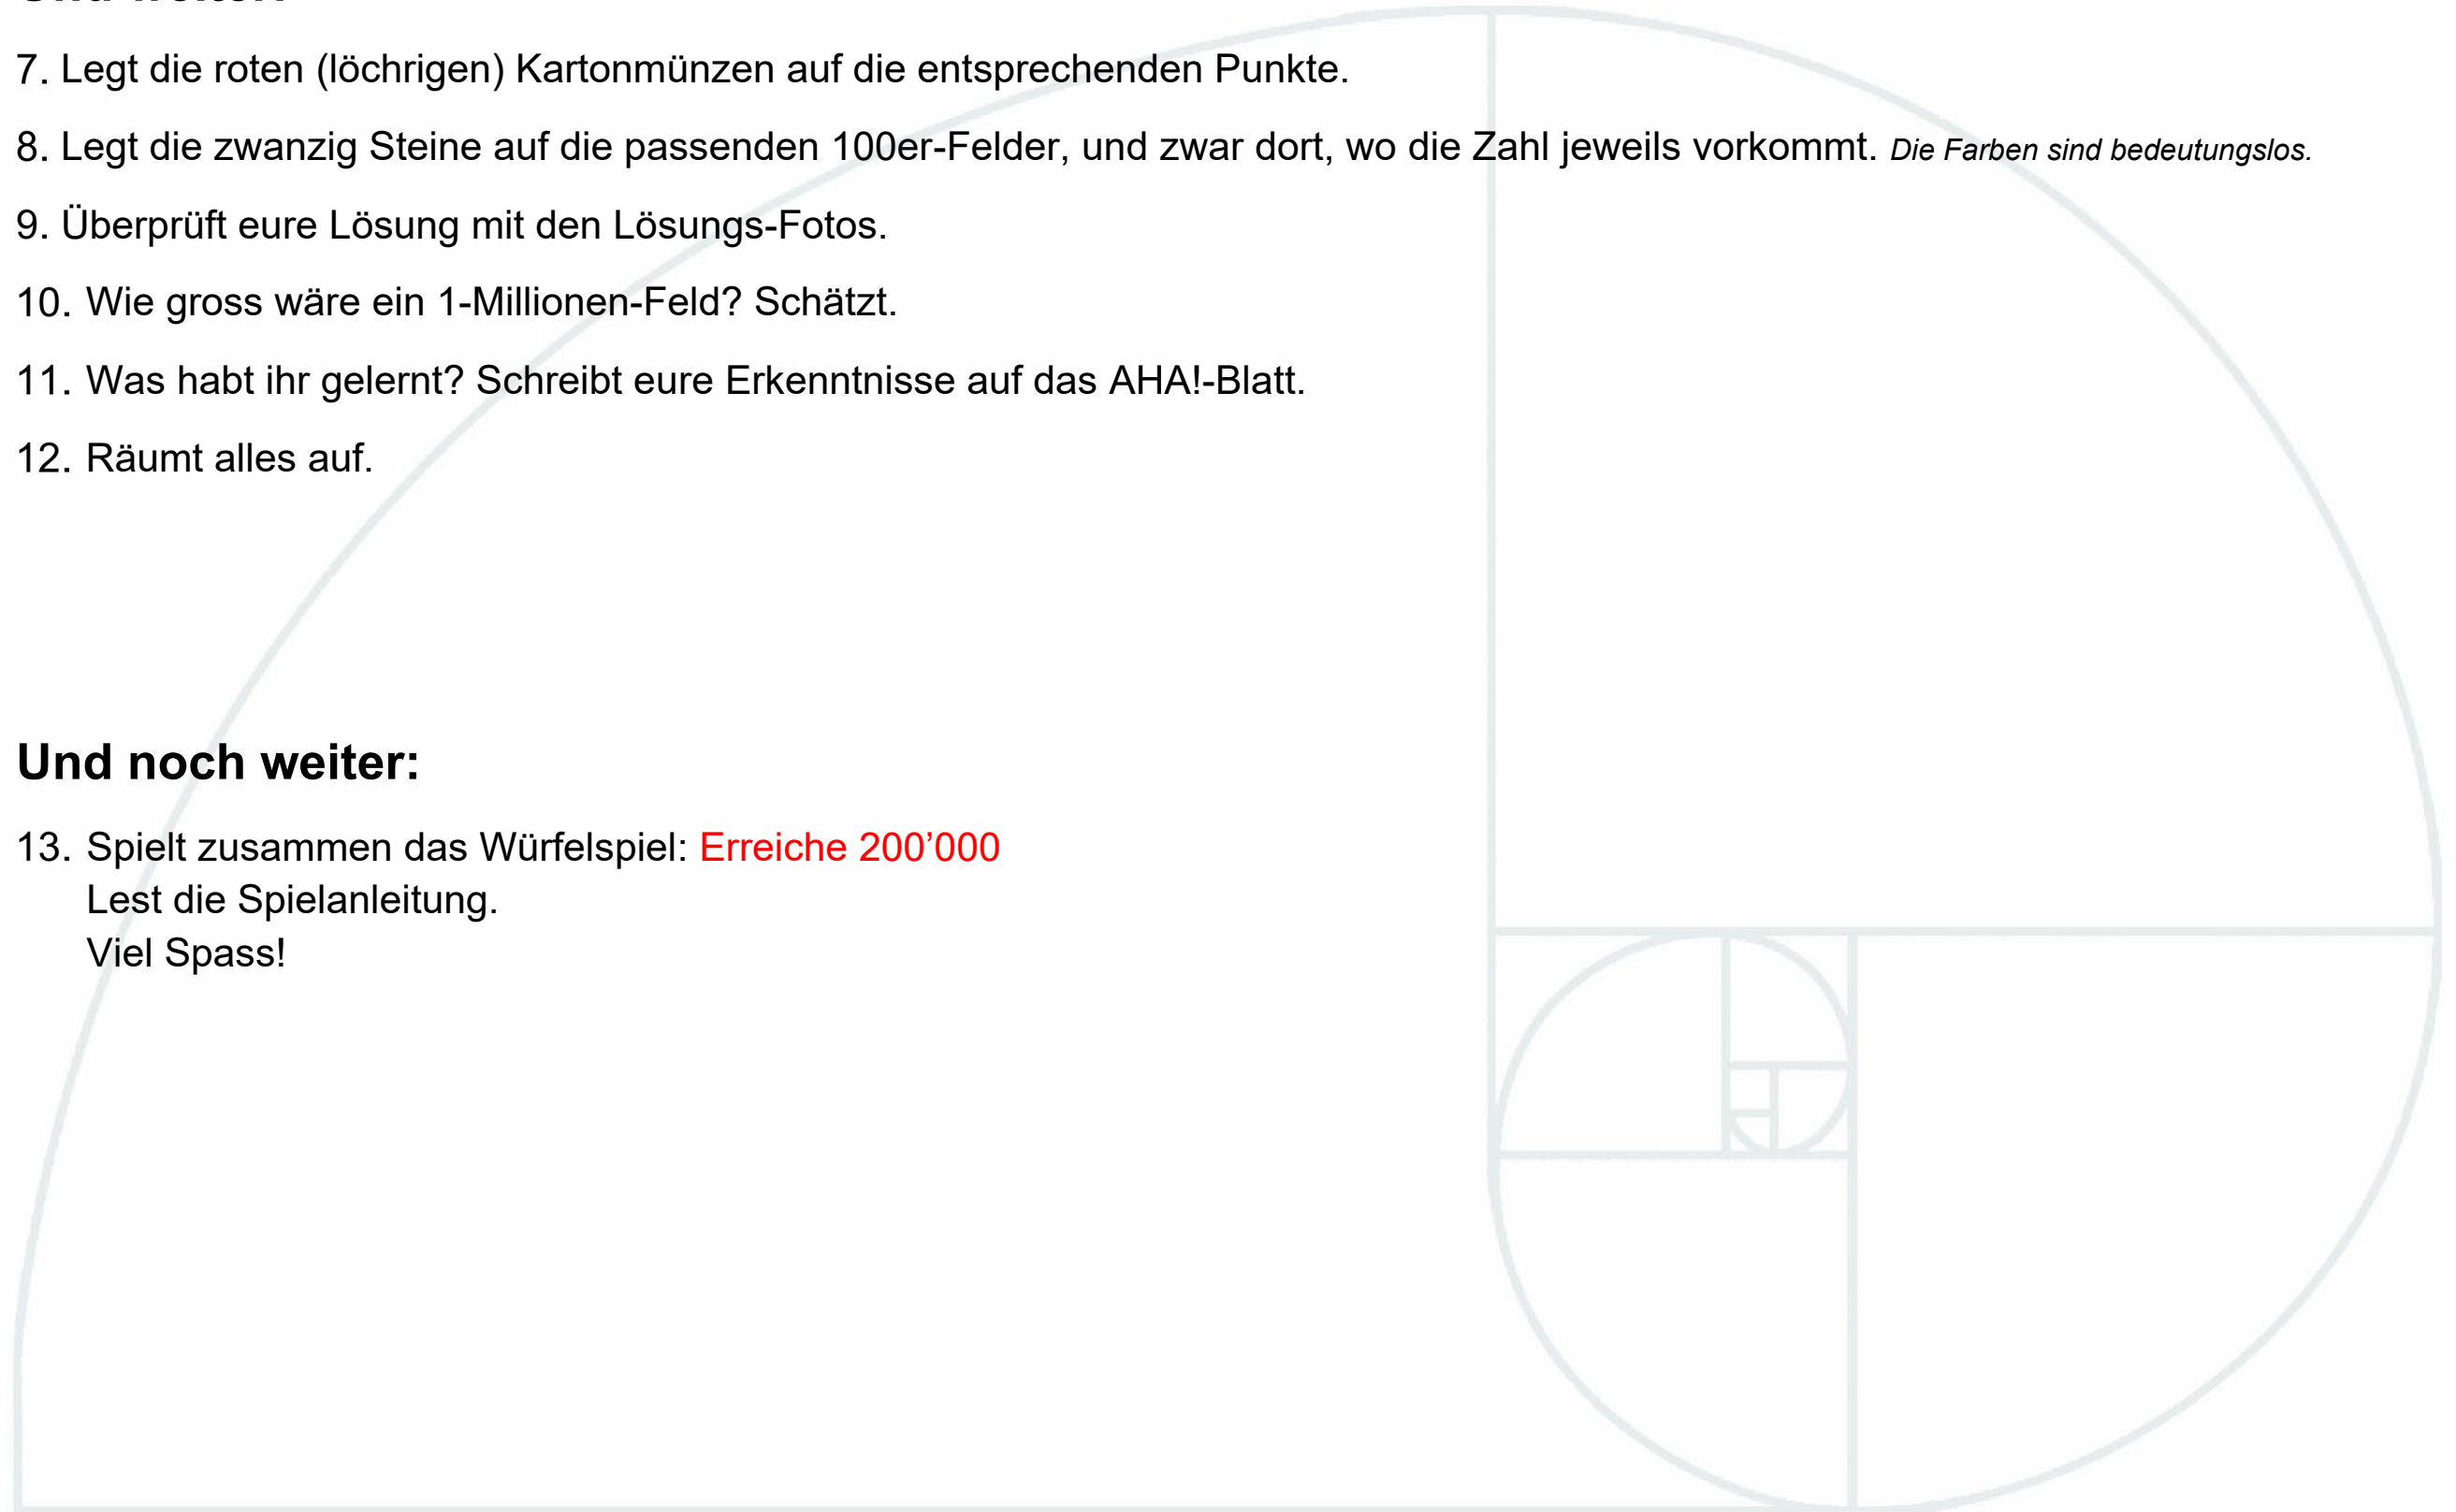 7. Legt die roten (löchrigen) Kartonmünzen auf die entsprechenden Punkte.
8. Legt die zwanzig Steine auf die passenden 100er-Felder, und zwar dort, wo die Zahl jeweils vorkommt. Die Farben sind bedeutungslos.
9. Überprüft eure Lösung mit den Lösungs-Fotos.
10. Wie gross wäre ein 1-Millionen-Feld? Schätzt.
11. Was habt ihr gelernt? Schreibt eure Erkenntnisse auf das AHA!-Blatt.
12. Räumt alles auf.
Und noch weiter:
13. Spielt zusammen das Würfelspiel: Erreiche 200’000
Lest die Spielanleitung.
Viel Spass!